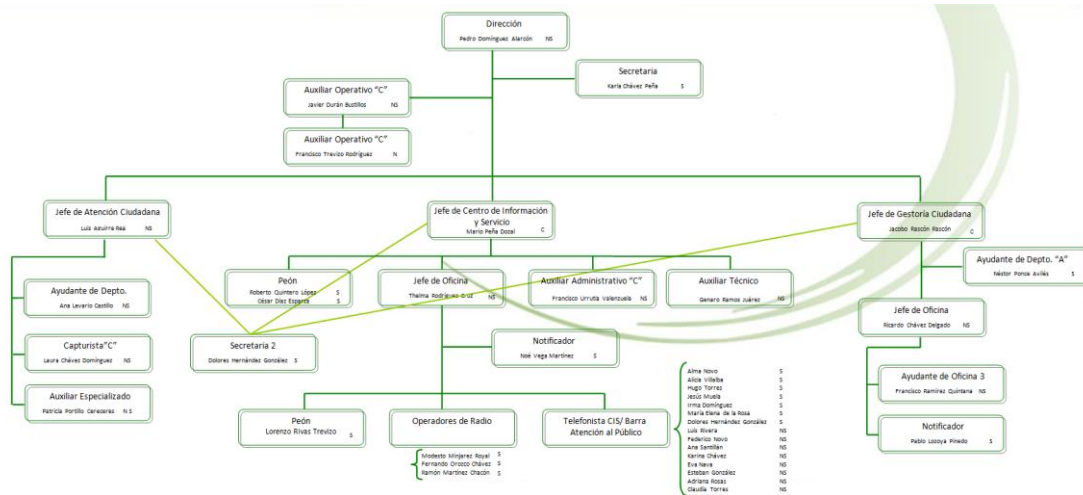 Dirección
Pedro Domínguez Alarcón NS
Secretaria
Karla Chávez Peña S
Auxiliar Operativo "C"
Javier Durán Bustillos NS
Auxiliar Operativo "C"
Francisco Trevizo Rodríguez N
Jefe de Atención Ciudadana
Luis Aguirre Rea NS
Jefe de Centro de Información
y Servicio
Mario Peña Dozal C
Jefe de Gestoría Ciudadana
Jacobo Rascón Rascón C
Ayudante de Depto. "A"
Néstor Ponce Avilés S
Ayudante de Depto.
Ana Levario Castillo NS
Peón
Roberto Quintero López S
César Díez Esparza S
Jefe de Oficina
Thelma Rodríguez Cruz NS
Auxiliar Administrativo "C"
Francisco Urrutia Valenzuela NS
Auxiliar Técnico
Genaro Ramos Juárez NS
Jefe de Oficina
Ricardo Chávez Delgado NS
Capturista"C"
Laura Chávez Domínguez NS
Secretaria 2
Dolores Hernández González S
Notificador
Noé Vega Martínez S
Auxiliar Especializado
Patricia Portillo Cereceres N S
Ayudante de Oficina 3
Francisco Ramírez Quintana NS
Notificador
Pablo Lozoya Pinedo S
Peón
Lorenzo Rivas Trevizo S
Operadores de Radio
Modesto Minjarez Royal S
Fernando Orozco Chávez S
Ramón Martínez Chacón S
Telefonista CIS/ Barra
Atención al Público
Alma Novo S
Alicia Villalba S
Hugo Torres S
Jesús Muela S
Irma Domínguez S
María Elena de la Rosa S
Dolores Hernández González S
Luis Rivera NS
Federico Novo NS
Ana Santillán NS
Karina Chávez NS
Eva Nava NS
Esteban González NS
Adriana Rosas NS
Claudia Torres NS